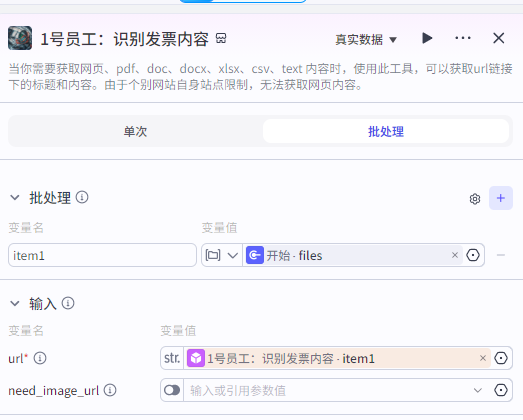 1号员工：识别发票内容
真实数据
当你需要获取网页、pdf、doc、docx、xlsx、csv、text 内容时，使用此工具，可以获取url链接
下的标题和内容。由于个别网站自身站点限制，无法获取网页内容。
单次
批处理
批处理
变量名 变量值
item1 开始 · files
输入
变量名 变量值
url* str. 1号员工：识别发票内容 · item1
need_image_url 输入或引用参数值